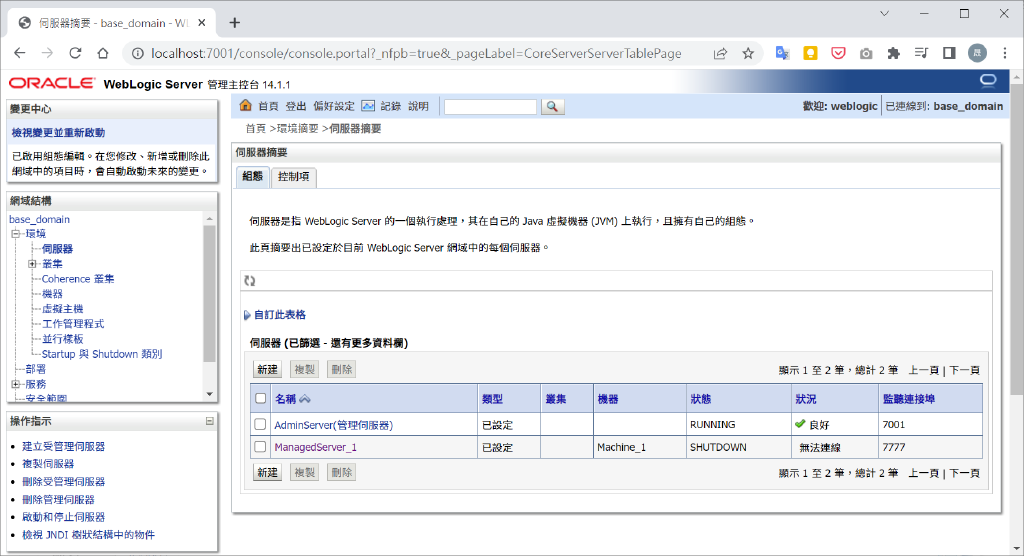 伺服器摘要 - base_domain - WL
localhost:7001/console/console.portal?_nfpb=true&_pageLabel=CoreServerServerTablePage
ORACLE WebLogic Server 管理主控台 14.1.1
變更中心
檢視變更並重新啟動
已啟用組態編輯。在您修改、新增或刪除此
網域中的項目時，會自動啟動未來的變更。
網域結構
base_domain
環境
伺服器
叢集
Coherence 叢集
機器
虛擬主機
工作管理程式
並行樣板
Startup 與 Shutdown 類別
部署
服務
安全範圍
操作指示
建立受管理伺服器
複製伺服器
刪除受管理伺服器
刪除管理伺服器
啟動和停止伺服器
檢視 JNDI 樹狀結構中的物件
首頁 登出 偏好設定 記錄 說明
歡迎: weblogic 已連線到: base_domain
首頁 >環境摘要 >伺服器摘要
伺服器摘要
組態 控制項
伺服器是指 WebLogic Server 的一個執行處理，其在自己的 Java 虛擬機器 (JVM) 上執行，且擁有自己的組態。
此頁摘要出已設定於目前 WebLogic Server 網域中的每個伺服器。
自訂此表格
伺服器 (已篩選 - 還有更多資料欄)
新建 複製 刪除 顯示 1 至 2 筆，總計 2 筆 上一頁 | 下一頁
名稱 類型 叢集 機器 狀態 狀況 監聽連接埠
AdminServer(管理伺服器) 已設定 RUNNING 良好 7001
ManagedServer_1 已設定 Machine_1 SHUTDOWN 無法連線 7777
新建 複製 刪除 顯示 1 至 2 筆，總計 2 筆 上一頁 | 下一頁